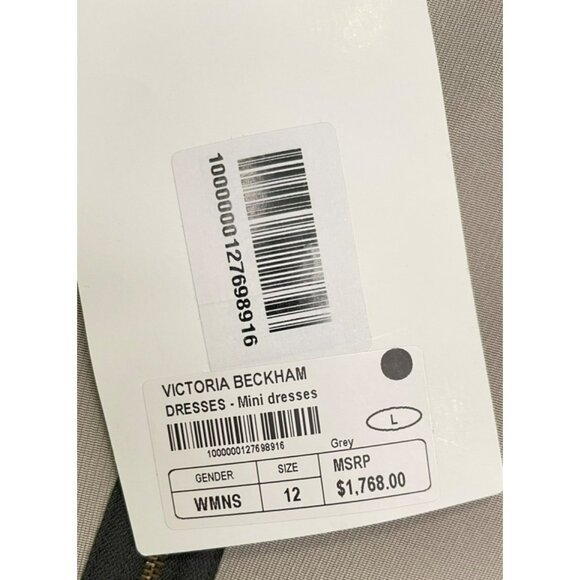 1000000127698916
VICTORIA BECKHAM
DRESSES - Mini dresses
1000000127698916
L
Grey
GENDER
SIZE
MSRP
WMNS
12
$1,768.00